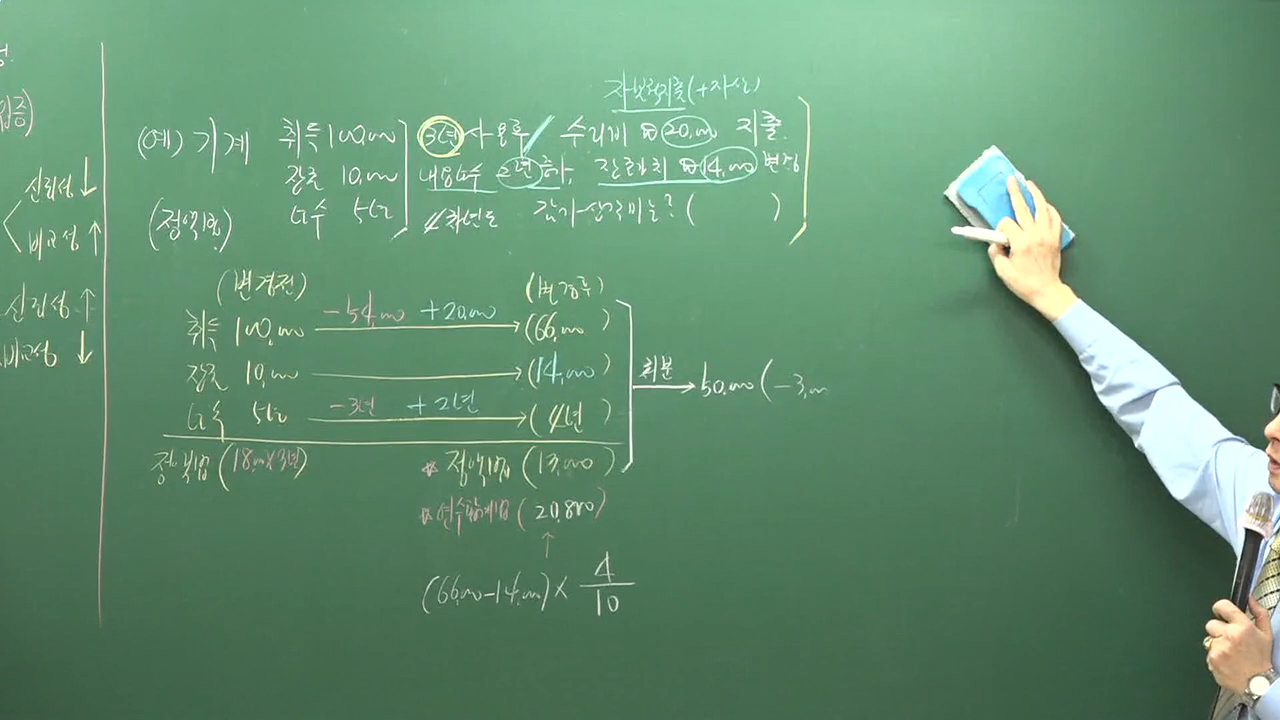 신뢰성 ↓
비교성 ↑
신뢰성 ↑
비교성 ↓
자본적지출(+자산)
(예) 기계 취득 100,000 3년 사용후 수리비 ₩20,000 지출.
잔존 10,000 내용연수 2년 증가, 잔존가치 ₩14,000 변경
(정액법) 내용 5년 4차년도 감가상각비는? ( )
(변경전) (변경후)
취득 100,000 -54,000 +20,000 (66,000)
잔존 10,000 (14,000)
내용 5년 -3년 +2년 (4년)
처분 50,000 (-3,000
정액법 (18,000×3년) * 정액법 (13,000)
* 연수합계법 (20,800)
↑
(66,000-14,000) × 4/10